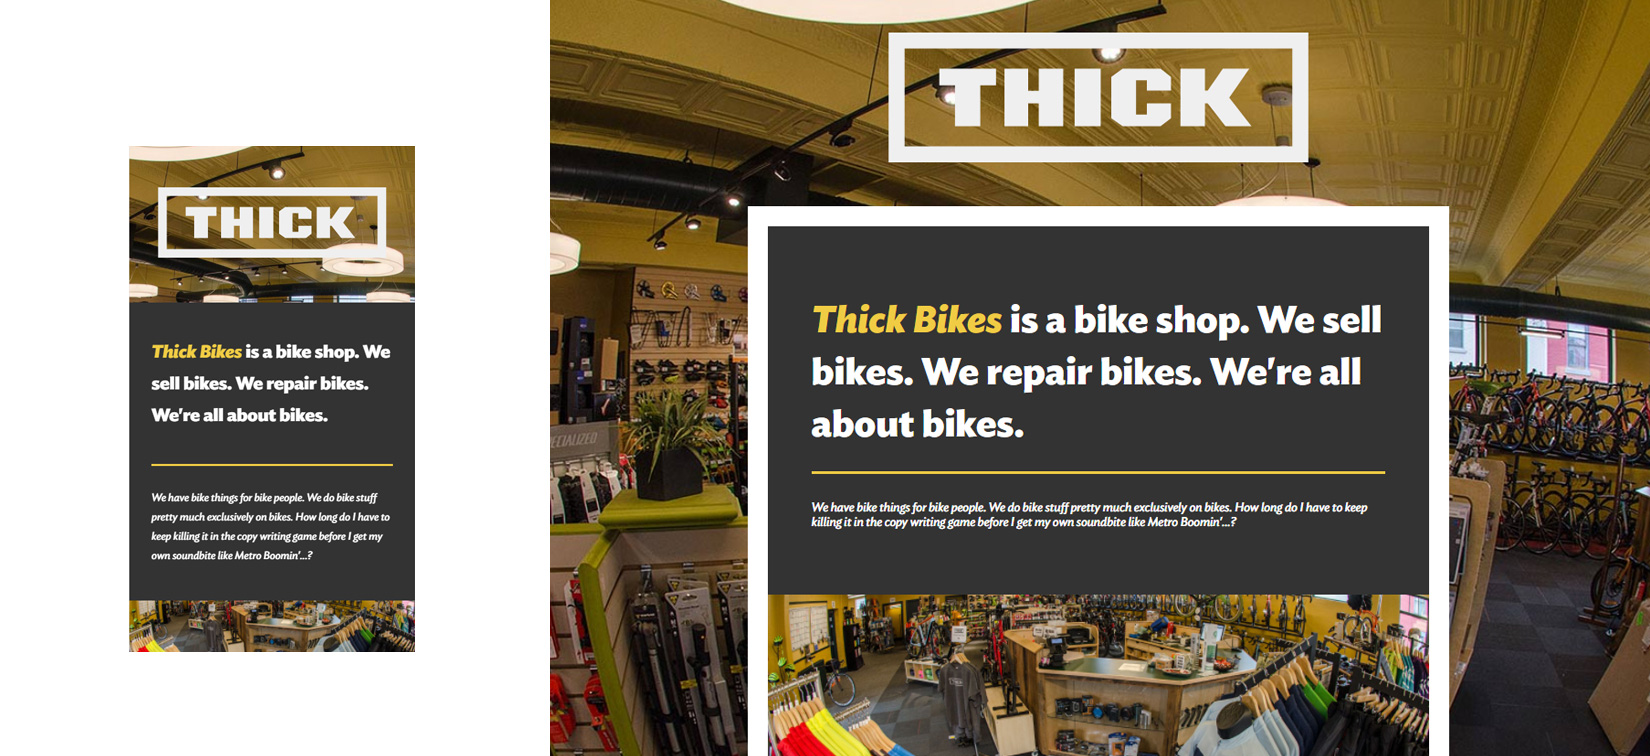 THICK
Thick Bikes is a bike shop. We
sell bikes. We repair bikes.
We're all about bikes.
We have bike things for bike people. We do bike stuff
pretty much exclusively on bikes. How long do I have to
keep killing it in the copy writing game before I get my
own soundbite like Metro Boomin'...?
THICK
Thick Bikes is a bike shop. We sell
bikes. We repair bikes. We're all
about bikes.
We have bike things for bike people. We do bike stuff pretty much exclusively on bikes. How long do I have to keep
killing it in the copy writing game before I get my own soundbite like Metro Boomin'...?
THICK